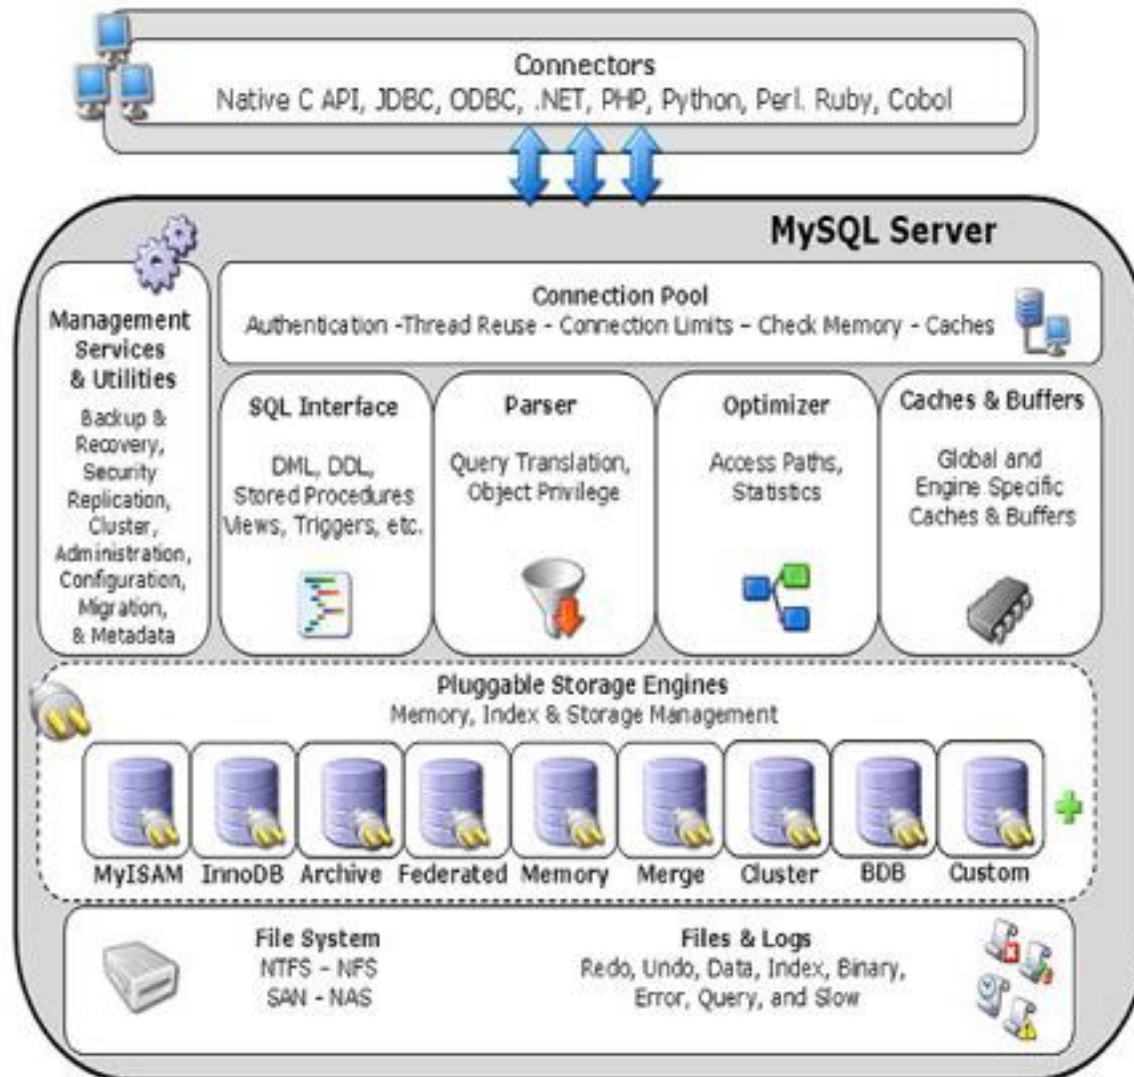 Connectors
Native C API, JDBC, ODBC, .NET, PHP, Python, Perl. Ruby, Cobol
MySQL Server
Management
Services
& Utilities
Backup &
Recovery,
Security
Replication,
Cluster,
Administration,
Configuration,
Migration,
& Metadata
Connection Pool
Authentication -Thread Reuse - Connection Limits – Check Memory - Caches
SQL Interface
DML, DDL,
Stored Procedures
Views, Triggers, etc.
Parser
Query Translation,
Object Privilege
Optimizer
Access Paths,
Statistics
Caches & Buffers
Global and
Engine Specific
Caches & Buffers
Pluggable Storage Engines
Memory, Index & Storage Management
MyISAM InnoDB Archive Federated Memory Merge Cluster BDB Custom
File System
NTFS – NFS
SAN - NAS
Files & Logs
Redo, Undo, Data, Index, Binary,
Error, Query, and Slow